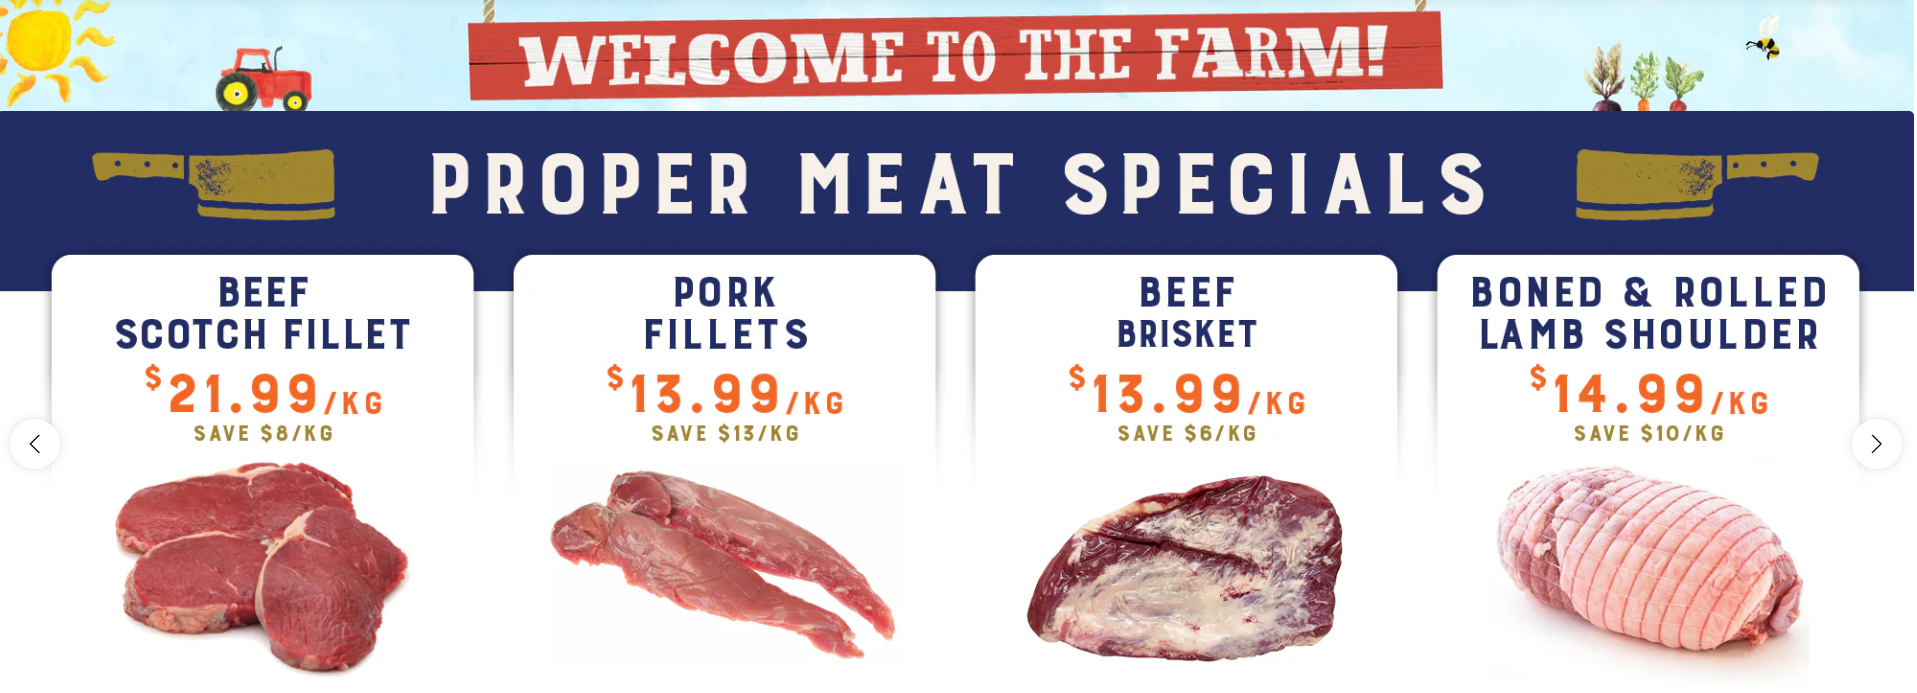 WELCOME TO THE FARM!
PROPER MEAT SPECIALS
BEEF
SCOTCH FILLET
$21.99/KG
SAVE $8/KG
PORK
FILLETS
$13.99/KG
SAVE $13/KG
BEEF
BRISKET
$13.99/KG
SAVE $6/KG
BONED & ROLLED
LAMB SHOULDER
$14.99/KG
SAVE $10/KG